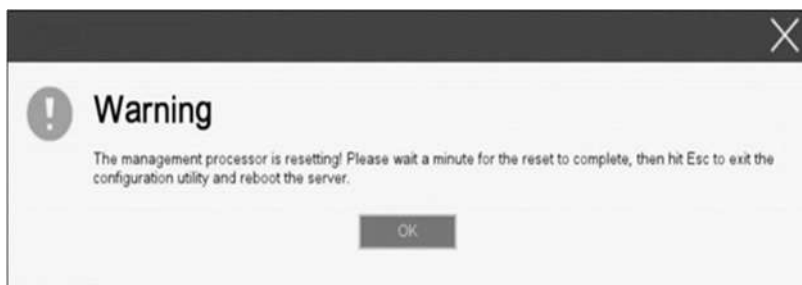 Warning
The management processor is resetting! Please wait a minute for the reset to complete, then hit Esc to exit the
configuration utility and reboot the server.
OK